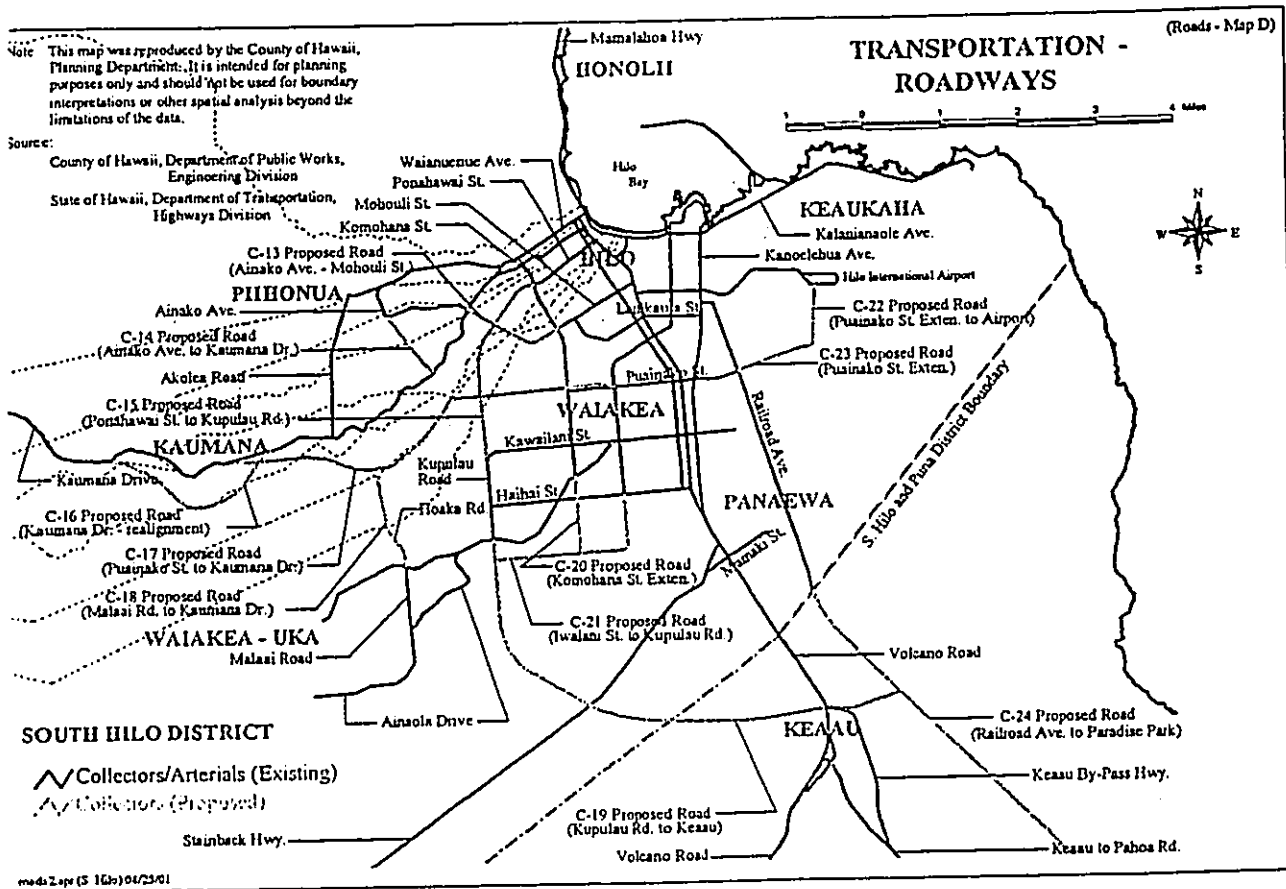 (Roads - Map D)
TRANSPORTATION -
ROADWAYS
Note This map was reproduced by the County of Hawaii,
Planning Department. It is intended for planning
purposes only and should not be used for boundary
interpretations or other spatial analysis beyond the
limitations of the data.
Source:
County of Hawaii, Department of Public Works,
Engineering Division
State of Hawaii, Department of Transportation,
Highways Division
1 0 1 2 3 4 Miles
N
W E
S
Mamalahoa Hwy
HONOLII
Hilo
Bay
Waianuenue Ave.
Ponahawai St.
Mohouli St.
Komohana St.
C-13 Proposed Road
(Ainako Ave. - Mohouli St.)
PIIHONUA
Ainako Ave.
C-14 Proposed Road
(Ainako Ave. to Kaumana Dr.)
Akolea Road
C-15 Proposed Road
(Ponahawai St. to Kupulau Rd.)
KAUMANA
Kaumana Drive
C-16 Proposed Road
(Kaumana Dr. - realignment)
C-17 Proposed Road
(Puainako St. to Kaumana Dr.)
C-18 Proposed Road
(Malaai Rd. to Kaumana Dr.)
WAIAKEA - UKA
Malaai Road
Ainaola Drive
HILO
KEAUKAHA
Kalanianaole Ave.
Kanoelehua Ave.
Hilo International Airport
Lanikaula St.
C-22 Proposed Road
(Puainako St. Exten. to Airport)
C-23 Proposed Road
(Puainako St. Exten.)
Puainako St.
WAIAKEA
Kawailani St.
Kupulau
Road
Haihai St.
Hoaka Rd.
Railroad Ave.
S. Hilo and Puna District Boundary
PANAEWA
Mamaki St.
C-20 Proposed Road
(Komohana St. Exten.)
C-21 Proposed Road
(Iwalani St. to Kupulau Rd.)
Volcano Road
KEAAU
C-24 Proposed Road
(Railroad Ave. to Paradise Park)
Keaau By-Pass Hwy.
C-19 Proposed Road
(Kupulau Rd. to Keaau)
Keaau to Pahoa Rd.
Volcano Road
Stainback Hwy.
SOUTH HILO DISTRICT
Collectors/Arterials (Existing)
Collectors (Proposed)